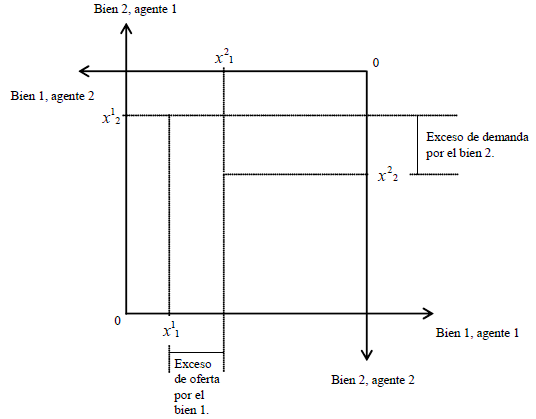 Bien 2, agente 1
x²₁
0
Bien 1, agente 2
x¹₂
Exceso de demanda
por el bien 2.
x²₂
0
x¹₁
Bien 1, agente 1
Exceso
de oferta
por el
bien 1.
Bien 2, agente 2